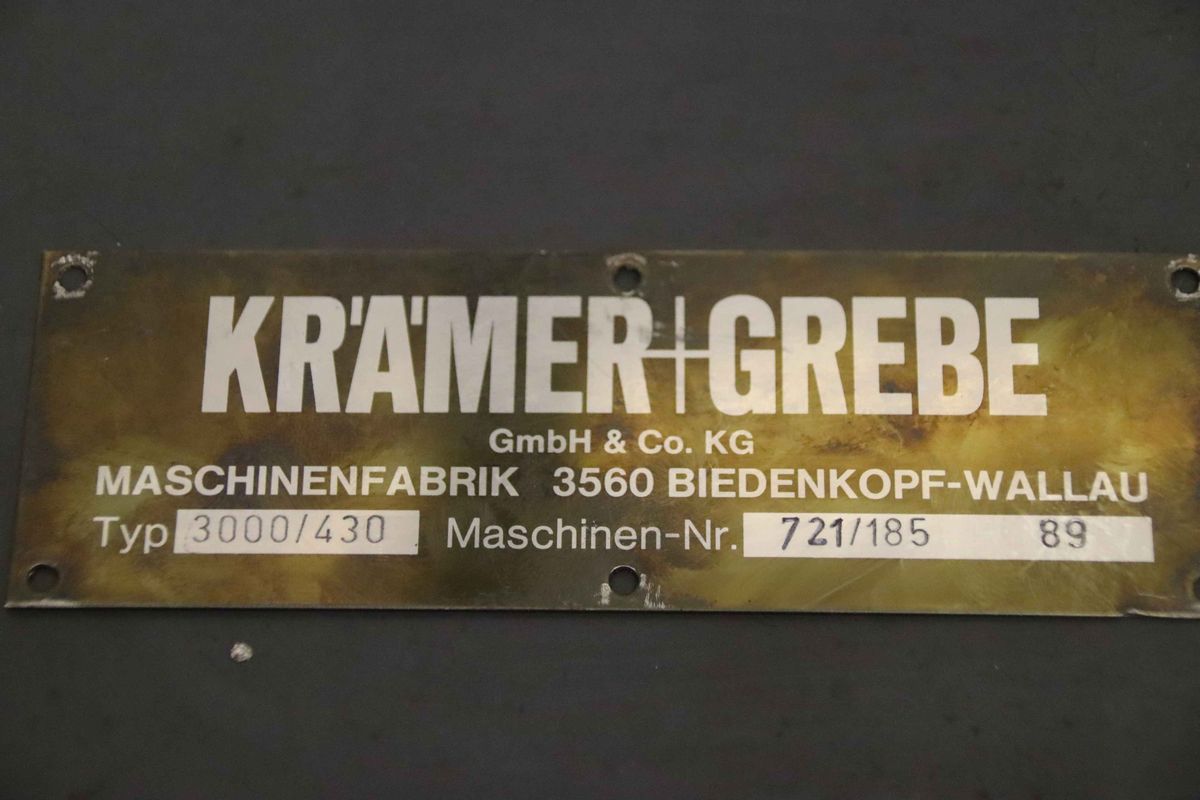 KRÄMER+GREBE
GmbH & Co. KG
MASCHINENFABRIK 3560 BIEDENKOPF-WALLAU
Typ 3000/430 Maschinen-Nr. 721/185 89